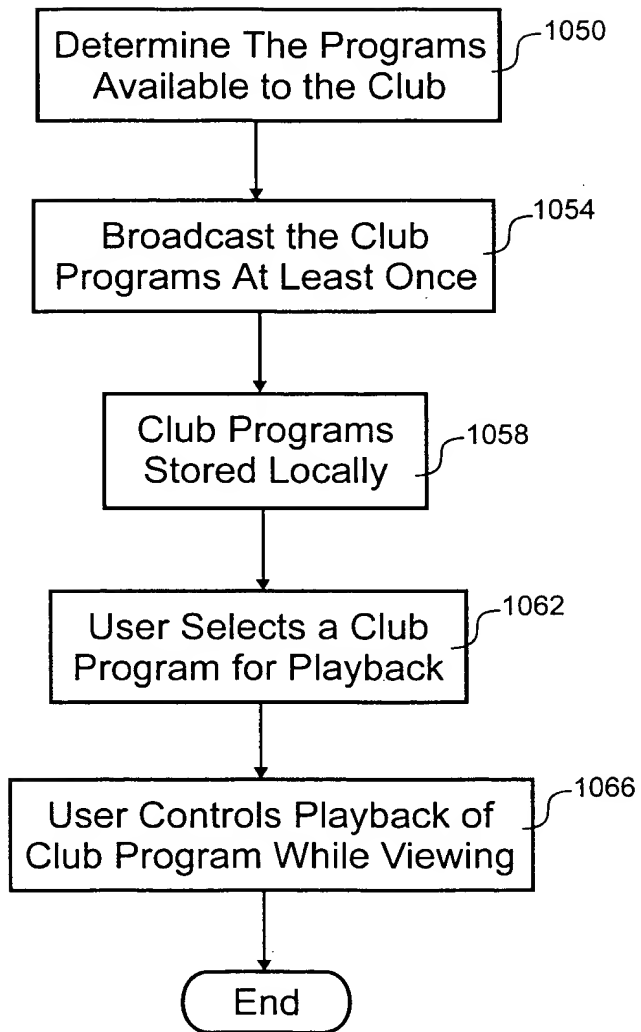 Determine The Programs
Available to the Club
1050
Broadcast the Club
Programs At Least Once
1054
Club Programs
Stored Locally
1058
User Selects a Club
Program for Playback
1062
User Controls Playback of
Club Program While Viewing
1066
End